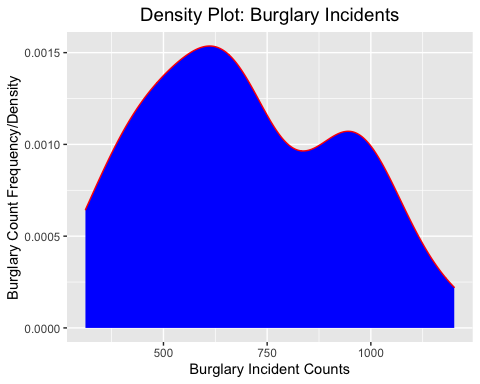 Density Plot: Burglary Incidents
Burglary Count Frequency/Density
0.0015
0.0010
0.0005
0.0000
500 750 1000
Burglary Incident Counts